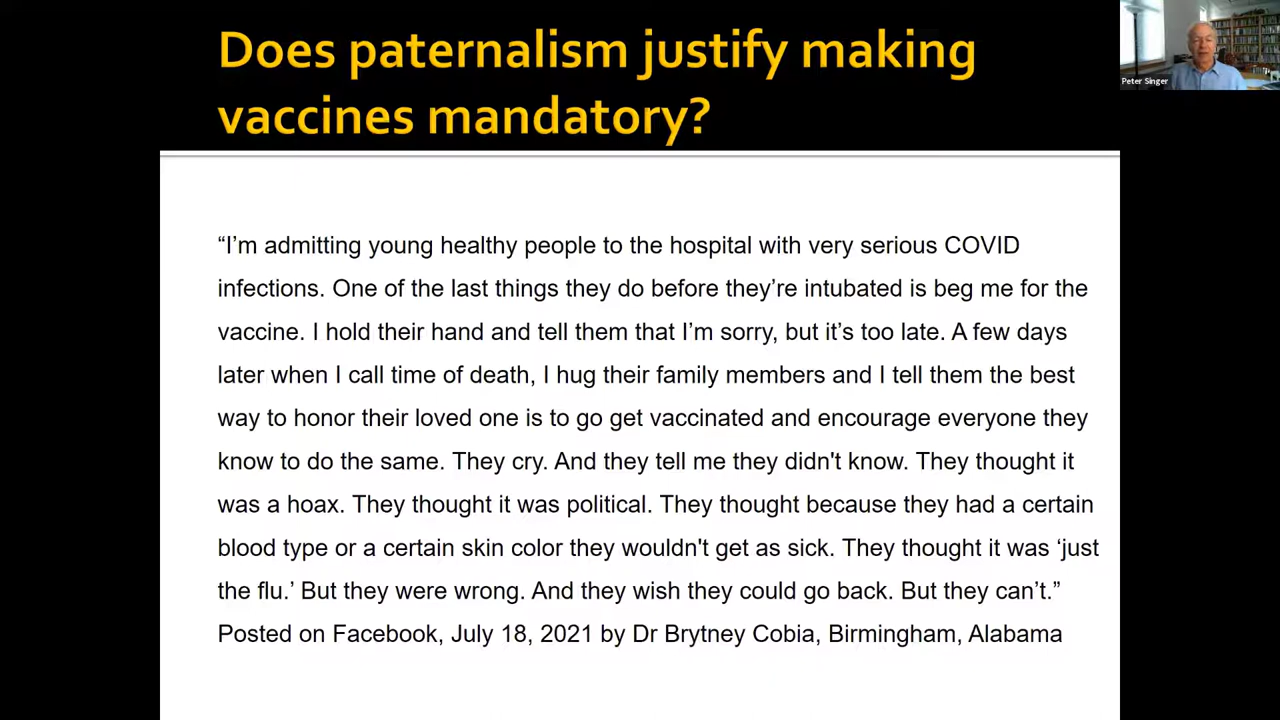 Does paternalism justify making
vaccines mandatory?
Peter Singer
“I’m admitting young healthy people to the hospital with very serious COVID
infections. One of the last things they do before they’re intubated is beg me for the
vaccine. I hold their hand and tell them that I’m sorry, but it’s too late. A few days
later when I call time of death, I hug their family members and I tell them the best
way to honor their loved one is to go get vaccinated and encourage everyone they
know to do the same. They cry. And they tell me they didn't know. They thought it
was a hoax. They thought it was political. They thought because they had a certain
blood type or a certain skin color they wouldn't get as sick. They thought it was ‘just
the flu.’ But they were wrong. And they wish they could go back. But they can’t.”
Posted on Facebook, July 18, 2021 by Dr Brytney Cobia, Birmingham, Alabama